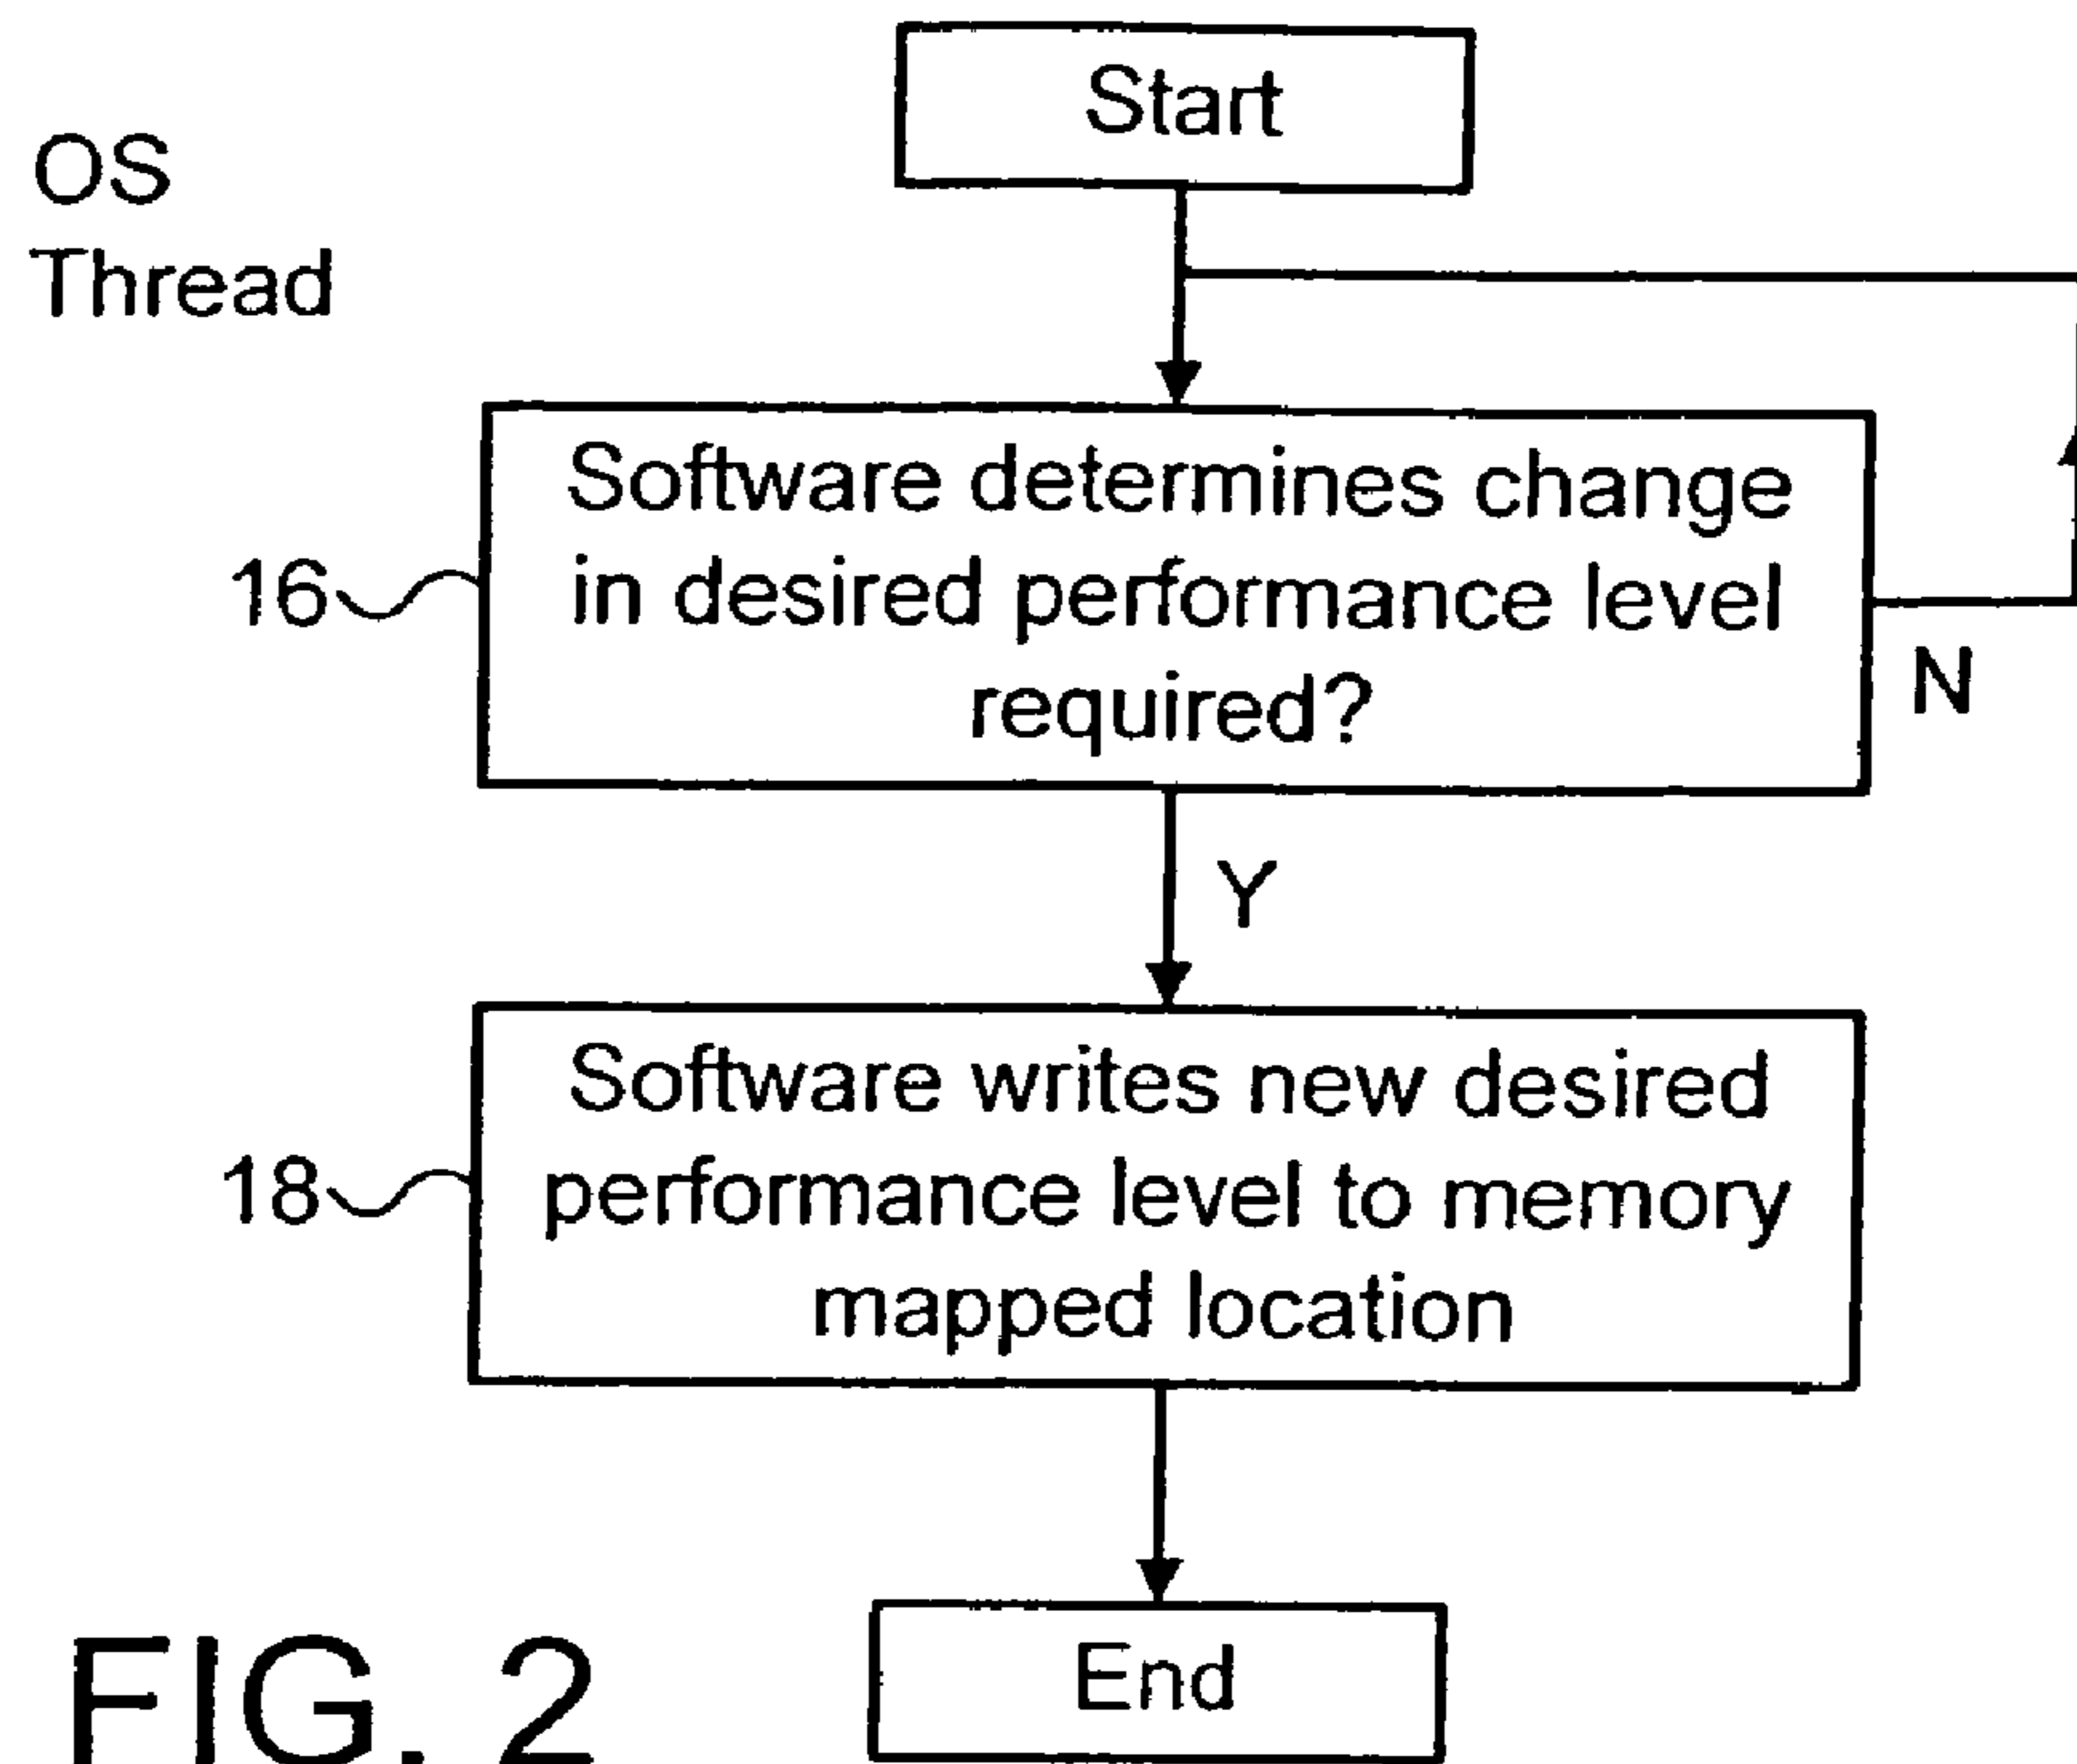 Start
OS
Thread
Software determines change
in desired performance level
required?
16
N
Y
Software writes new desired
performance level to memory
mapped location
18
End
FIG. 2